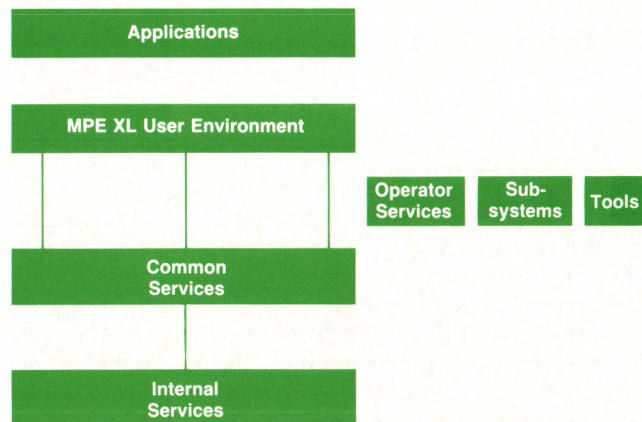 Applications
MPE XL User Environment
Operator
Services
Sub-
systems
Tools
Common
Services
Internal
Services